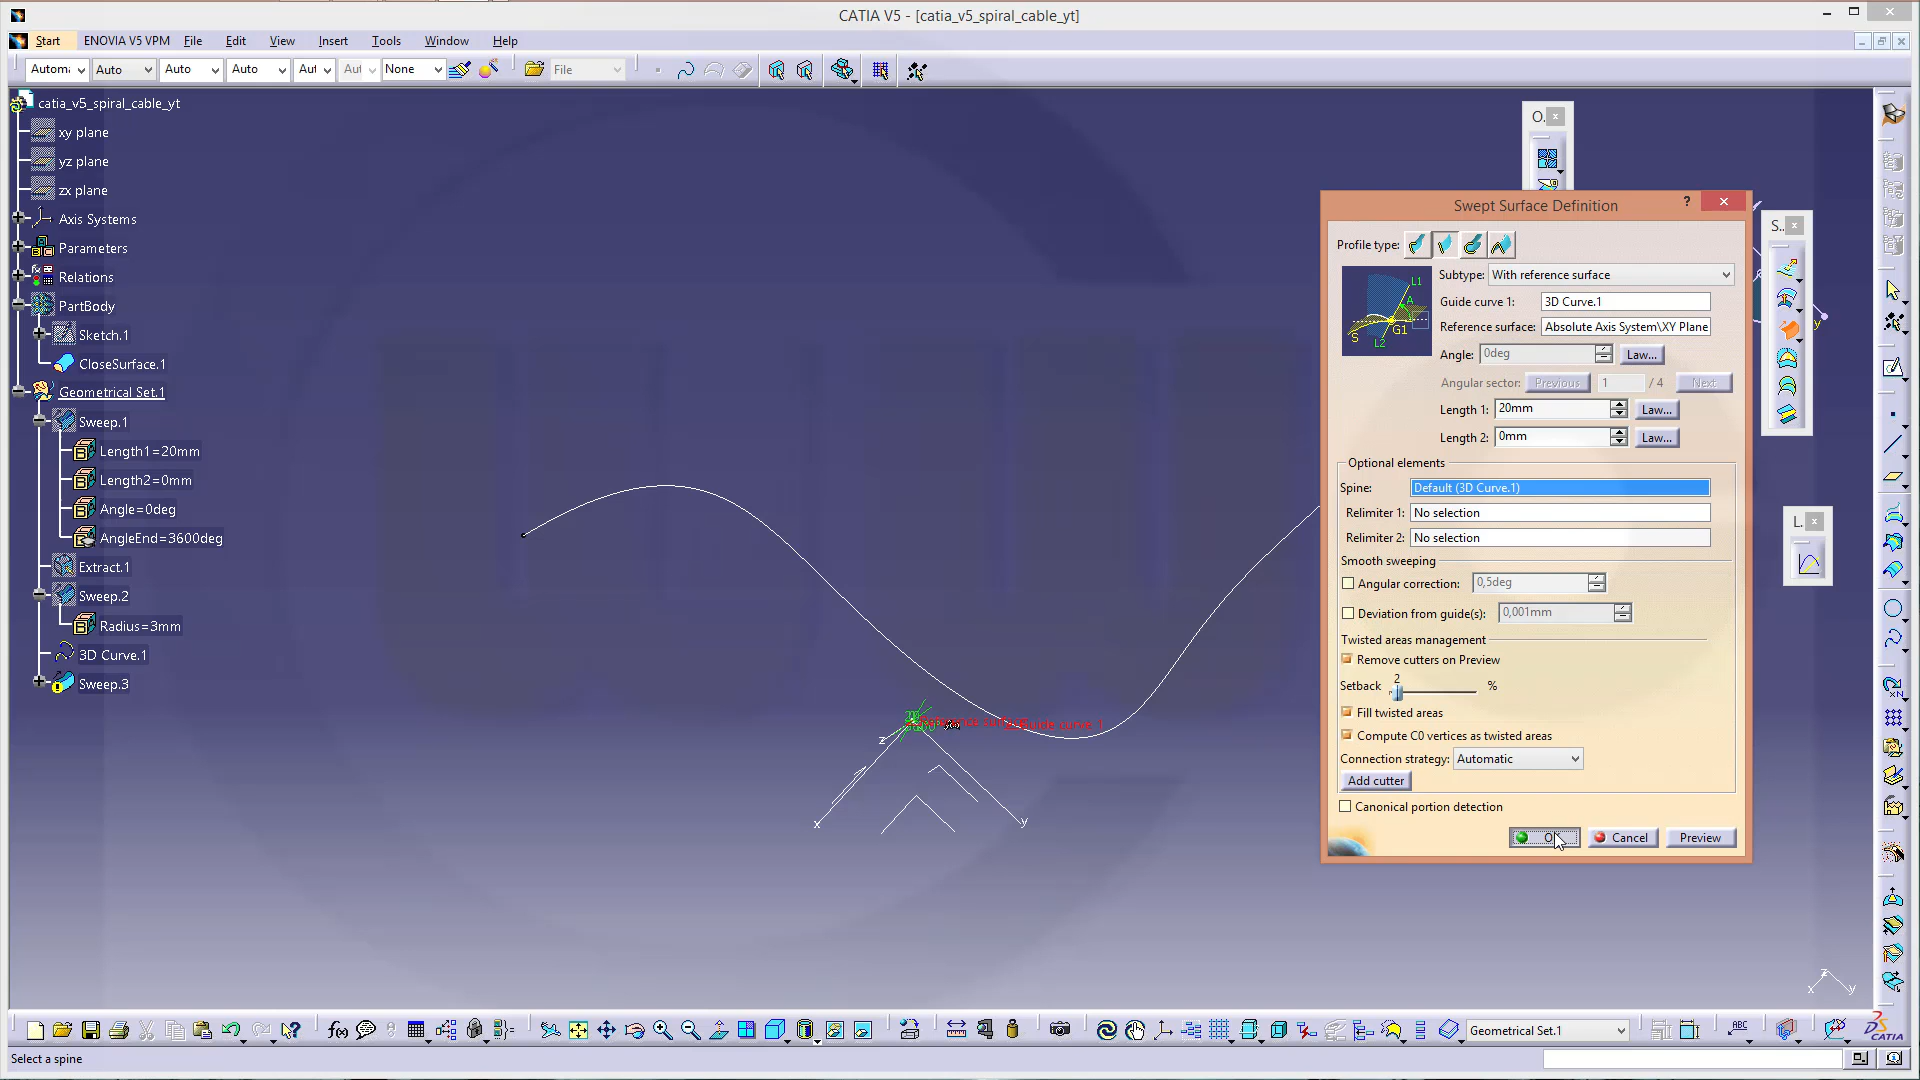 CATIA V5 - [catia_v5_spiral_cable_yt]
Start ENOVIA V5 VPM File Edit View Insert Tools Window Help
Automa Auto Auto Auto Aut Aut None File
catia_v5_spiral_cable_yt
xy plane
yz plane
zx plane
Axis Systems
Parameters
Relations
PartBody
Sketch.1
CloseSurface.1
Geometrical Set.1
Sweep.1
Length1=20mm
Length2=0mm
Angle=0deg
AngleEnd=3600deg
Extract.1
Sweep.2
Radius=3mm
3D Curve.1
Sweep.3
z
x
y
Guide curve 1
O.
S..
L.
y
Swept Surface Definition
?
Profile type:
L1
A
G1
S
L2
Subtype: With reference surface
Guide curve 1: 3D Curve.1
Reference surface: Absolute Axis System\XY Plane
Angle: 0deg Law...
Angular sector: Previous 1 / 4 Next
Length 1: 20mm Law...
Length 2: 0mm Law...
Optional elements
Spine: Default (3D Curve.1)
Relimiter 1: No selection
Relimiter 2: No selection
Smooth sweeping
Angular correction: 0,5deg
Deviation from guide(s): 0,001mm
Twisted areas management
Remove cutters on Preview
2
Setback %
Fill twisted areas
Compute C0 vertices as twisted areas
Connection strategy: Automatic
Add cutter
Canonical portion detection
Cancel Preview
z
x y
Geometrical Set.1
ABC
CATIA
Select a spine